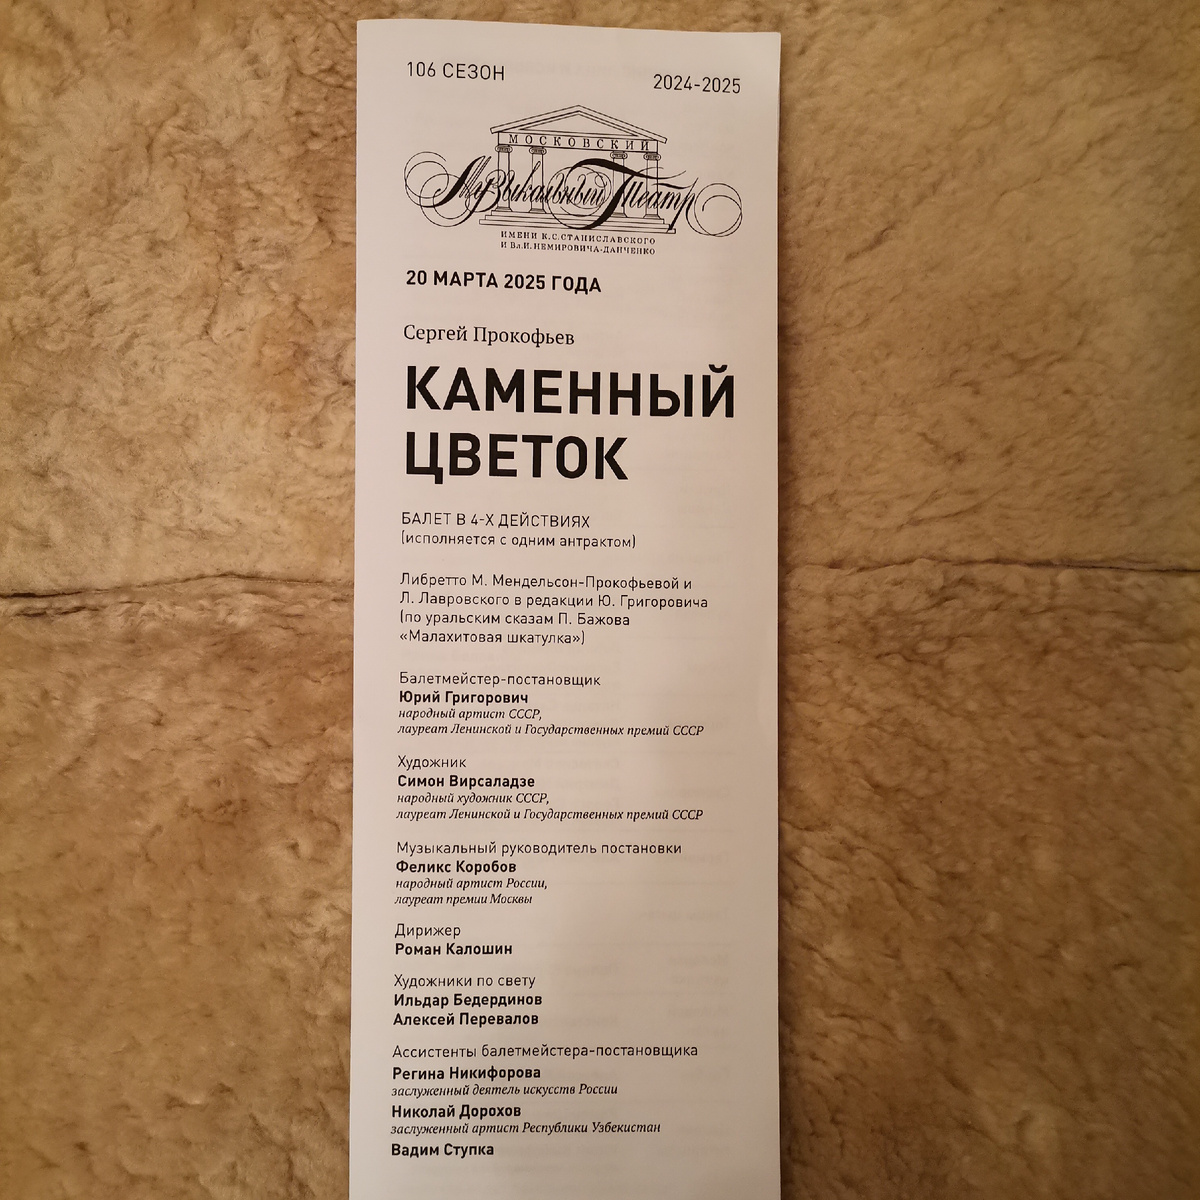 106 СЕЗОН
2024-2025
МОСКОВСКИЙ
Музыкальный Театр
ИМЕНИ К.С.СТАНИСЛАВСКОГО
И Вл.И.НЕМИРОВИЧА-ДАНЧЕНКО
20 МАРТА 2025 ГОДА
Сергей Прокофьев
КАМЕННЫЙ
ЦВЕТОК
БАЛЕТ В 4-Х ДЕЙСТВИЯХ
(исполняется с одним антрактом)
Либретто М. Мендельсон-Прокофьевой и
Л. Лавровского в редакции Ю. Григоровича
(по уральским сказам П. Бажова
«Малахитовая шкатулка»)
Балетмейстер-постановщик
Юрий Григорович
народный артист СССР,
лауреат Ленинской и Государственных премий СССР
Художник
Симон Вирсаладзе
народный художник СССР,
лауреат Ленинской и Государственных премий СССР
Музыкальный руководитель постановки
Феликс Коробов
народный артист России,
лауреат премии Москвы
Дирижер
Роман Калошин
Художники по свету
Ильдар Бедердинов
Алексей Перевалов
Ассистенты балетмейстера-постановщика
Регина Никифорова
заслуженный деятель искусств России
Николай Дорохов
заслуженный артист Республики Узбекистан
Вадим Ступка